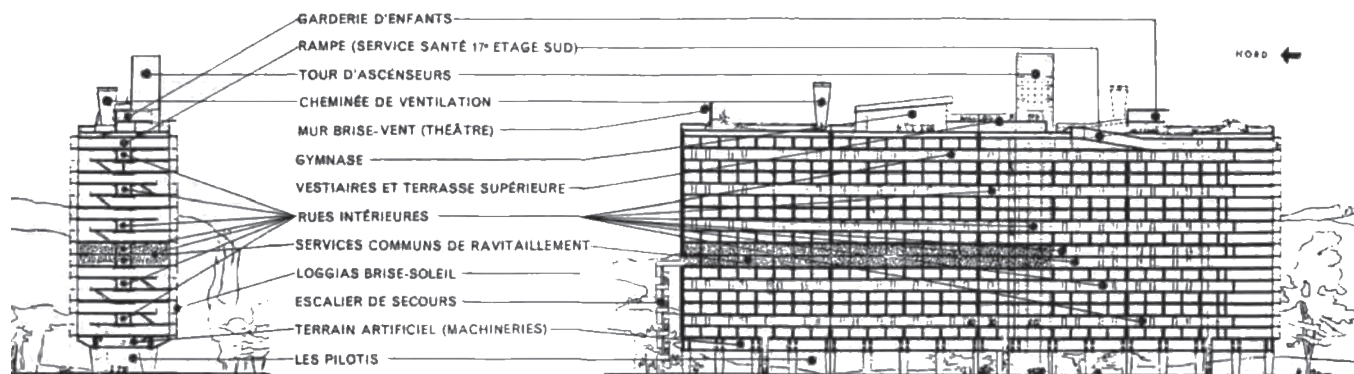 GARDERIE D'ENFANTS
RAMPE (SERVICE SANTÉ 17e ETAGE SUD)
NORD
TOUR D'ASCENSEURS
CHEMINÉE DE VENTILATION
MUR BRISE-VENT (THÉÂTRE)
GYMNASE
VESTIAIRES ET TERRASSE SUPÉRIEURE
RUES INTÉRIEURES
SERVICES COMMUNS DE RAVITAILLEMENT
LOGGIAS BRISE-SOLEIL
ESCALIER DE SECOURS
TERRAIN ARTIFICIEL (MACHINERIES)
LES PILOTIS